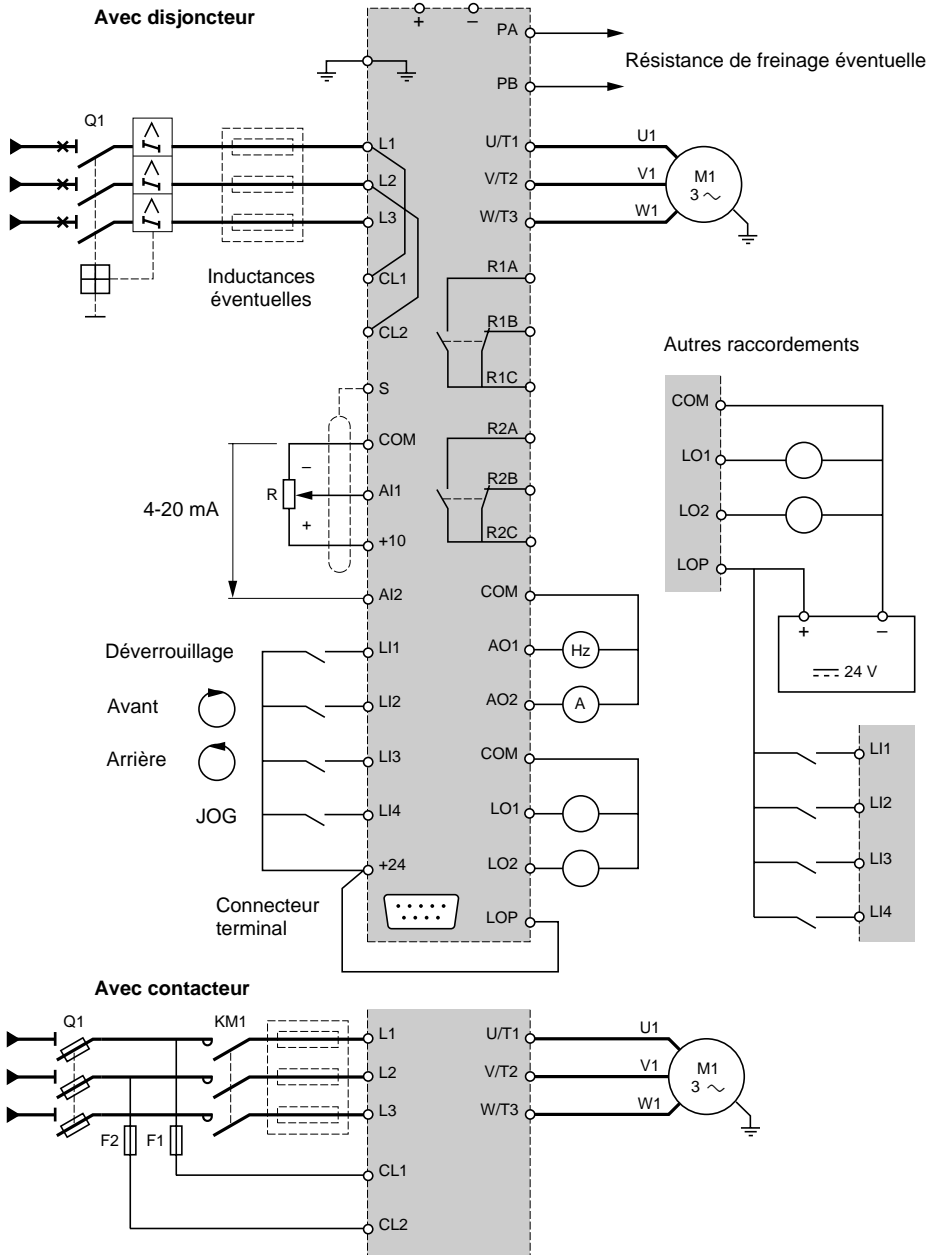 Avec disjoncteur
+ −
PA
Résistance de freinage éventuelle
PB
Q1
L1
U/T1
U1
L2
V/T2
V1
M1
3 ~
L3
W/T3
W1
Inductances
éventuelles
CL1
R1A
CL2
R1B
R1C
S
COM
R2A
R
–
AI1
R2B
4-20 mA
+
+10
R2C
AI2
COM
Déverrouillage
LI1
AO1
Hz
Avant
LI2
AO2
A
Arrière
LI3
COM
JOG
LI4
LO1
+24
LO2
Connecteur
terminal
LOP
Autres raccordements
COM
LO1
LO2
LOP
+ –
24 V
LI1
LI2
LI3
LI4
Avec contacteur
Q1
KM1
L1
U/T1
U1
L2
V/T2
V1
M1
3 ~
L3
W/T3
W1
F2
F1
CL1
CL2